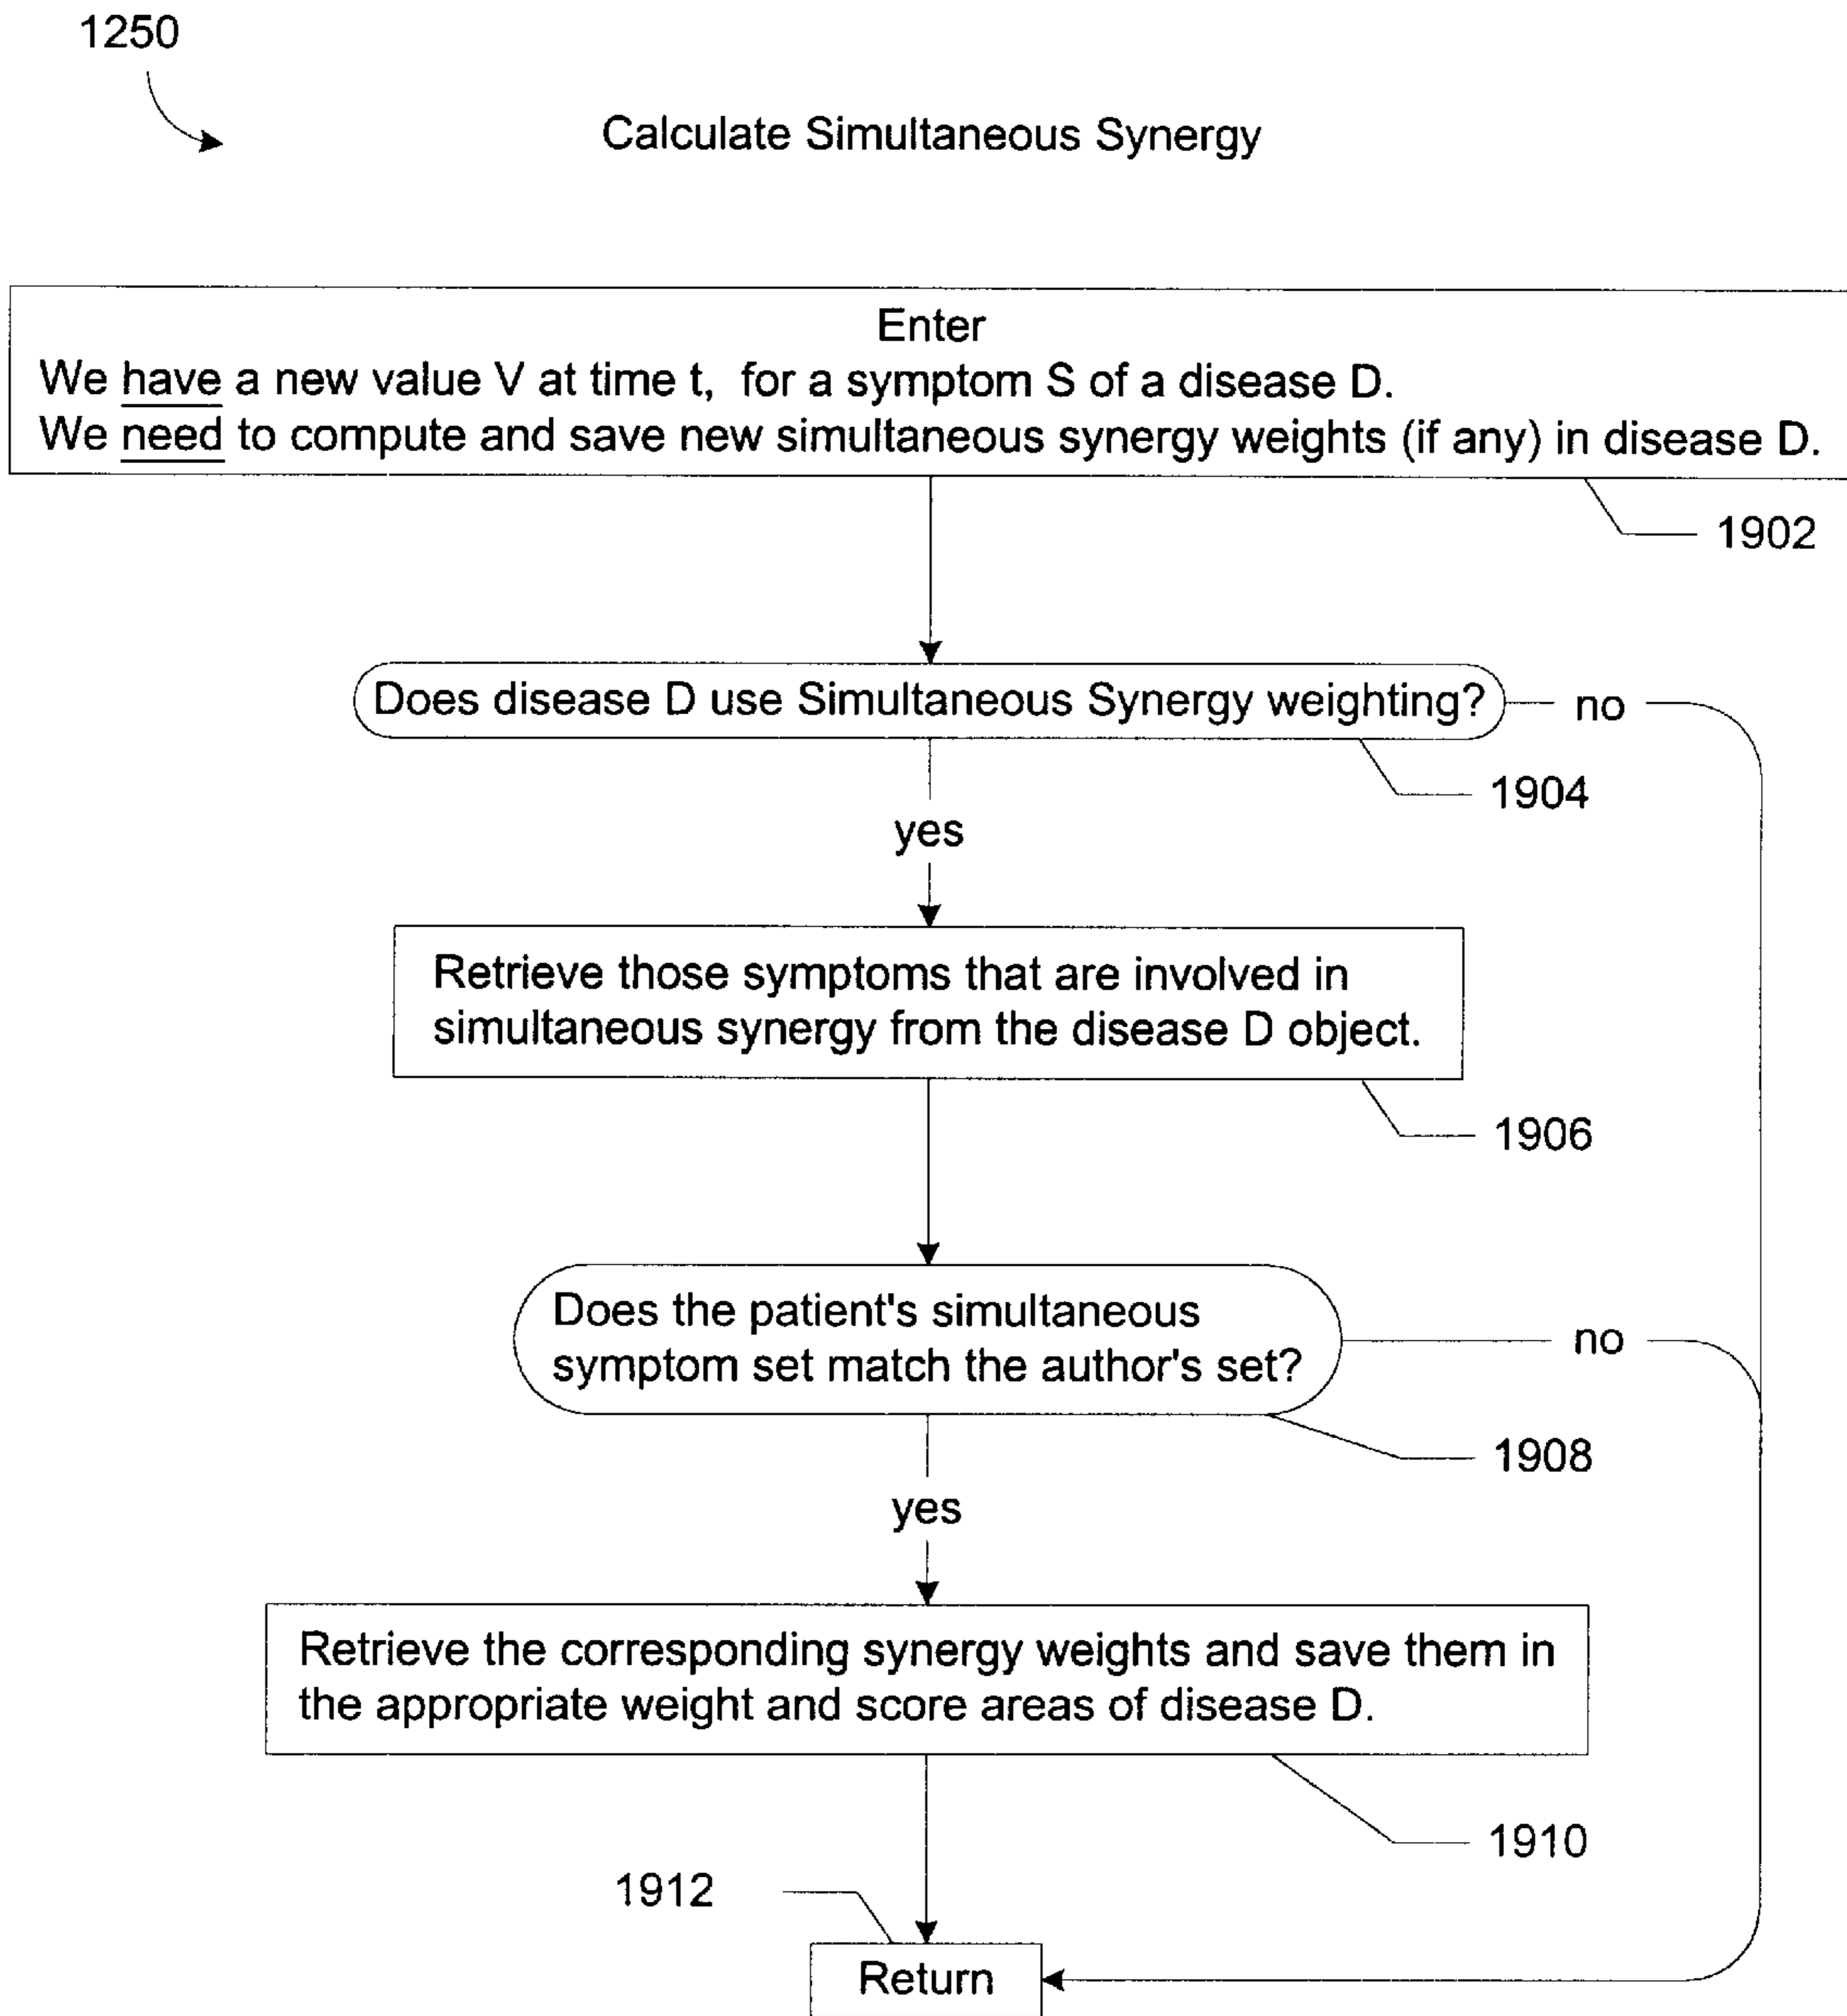 1250
Calculate Simultaneous Synergy
Enter
We have a new value V at time t, for a symptom S of a disease D.
We need to compute and save new simultaneous synergy weights (if any) in disease D.
1902
Does disease D use Simultaneous Synergy weighting?
no
1904
yes
Retrieve those symptoms that are involved in
simultaneous synergy from the disease D object.
1906
Does the patient's simultaneous
symptom set match the author's set?
no
1908
yes
Retrieve the corresponding synergy weights and save them in
the appropriate weight and score areas of disease D.
1910
1912
Return